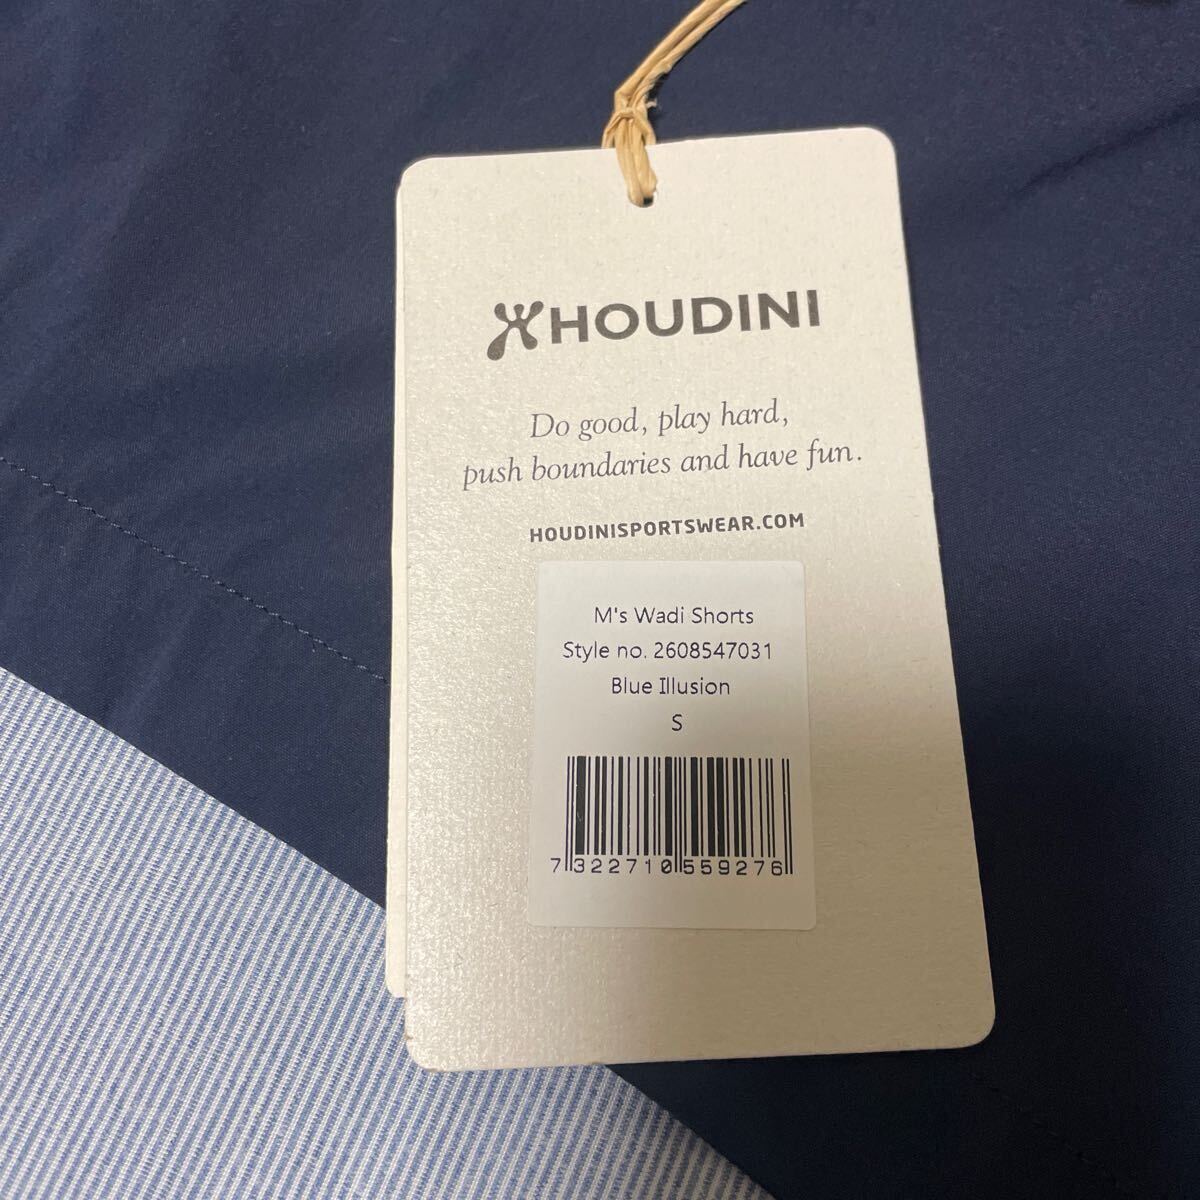 HOUDINI
Do good, play hard,
push boundaries and have fun.
HOUDINISPORTSWEAR.COM
M's Wadi Shorts
Style no. 2608547031
Blue Illusion
S
7 322710 559276